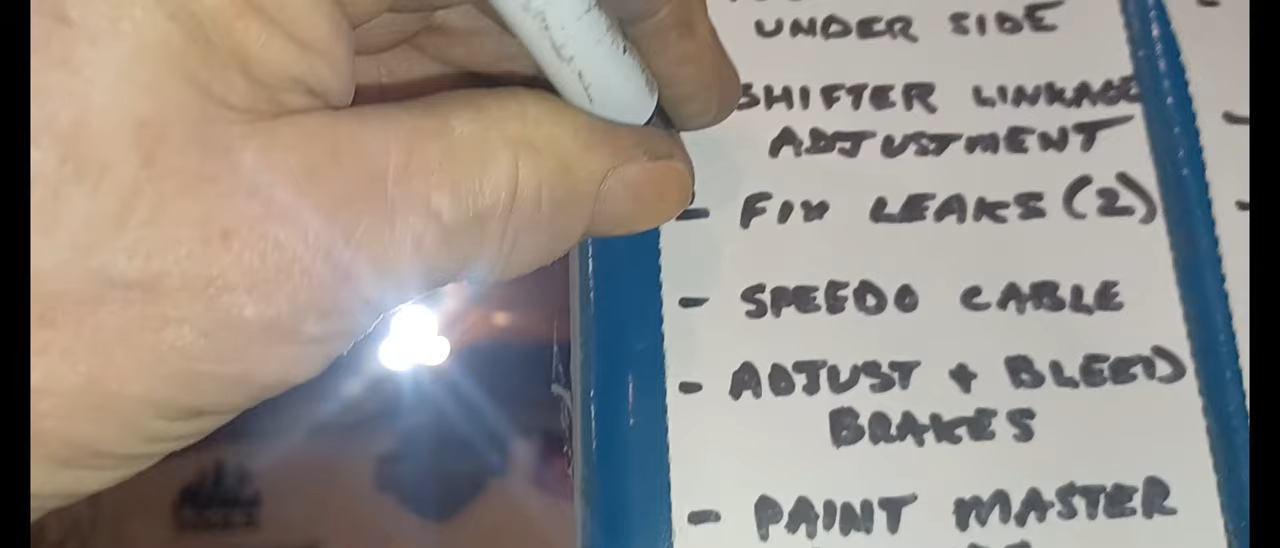 UNDER SIDE
SHIFTER LINKAGE
ADJUSTMENT
- FIX LEAKS (2)
- SPEEDO CABLE
- ADJUST + BLEED
BRAKES
- PAINT MASTER